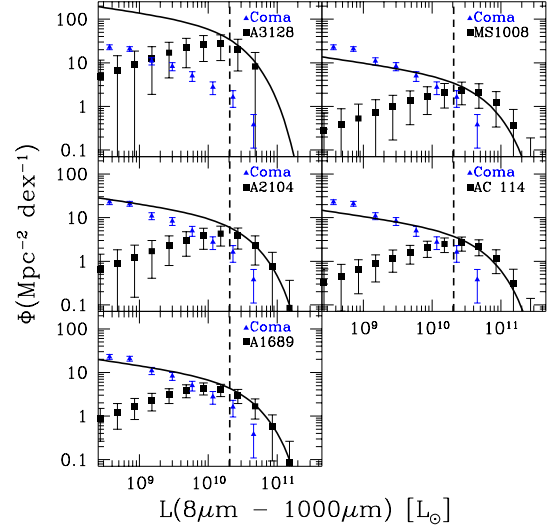 Coma
A3128
Coma
MS1008
100
10
1
0.1
Coma
A2104
Coma
AC 114
100
10
1
0.1
Coma
A1689
100
10
1
0.1
10⁹ 10¹⁰ 10¹¹
10⁹ 10¹⁰ 10¹¹
Φ(Mpc⁻² dex⁻¹)
L(8μm − 1000μm) [L⊙]